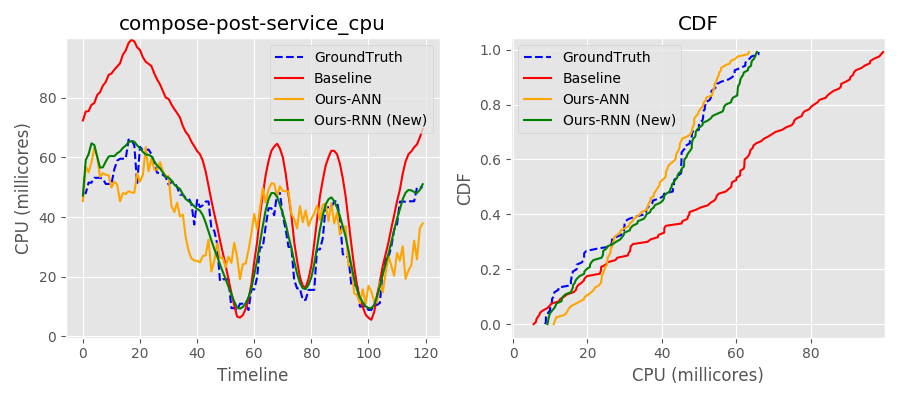 compose-post-service_cpu
CPU (millicores)
80
60
40
20
0
GroundTruth
Baseline
Ours-ANN
Ours-RNN (New)
0 20 40 60 80 100 120
Timeline
CDF
CDF
1.0
0.8
0.6
0.4
0.2
0.0
GroundTruth
Baseline
Ours-ANN
Ours-RNN (New)
0 20 40 60 80
CPU (millicores)